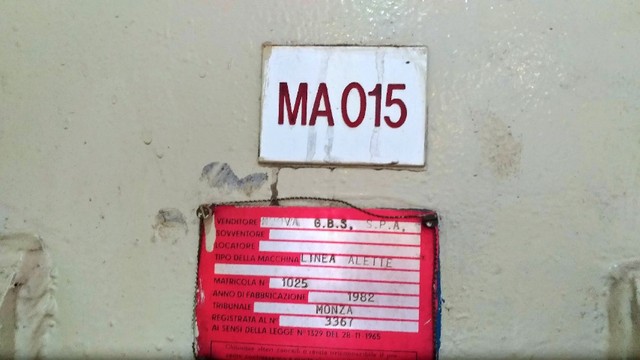 MA015
VENDITORE G.B.S. S.P.A.
SOVVENTORE
LOCATORE
TIPO DELLA MACCHINA LINEA ALETTE
MATRICOLA N° 1025
ANNO DI FABBRICAZIONE 1982
TRIBUNALE MONZA
REGISTRATA AL N° 3367
AI SENSI DELLA LEGGE N° 1329 DEL 28-11-1965